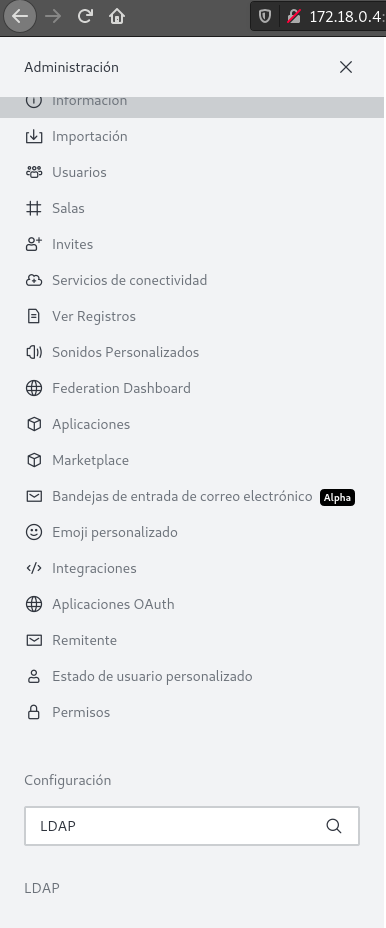 172.18.0.4:
Administración
Información
Importación
Usuarios
Salas
Invites
Servicios de conectividad
Ver Registros
Sonidos Personalizados
Federation Dashboard
Aplicaciones
Marketplace
Bandejas de entrada de correo electrónico Alpha
Emoji personalizado
Integraciones
Aplicaciones OAuth
Remitente
Estado de usuario personalizado
Permisos
Configuración
LDAP
LDAP